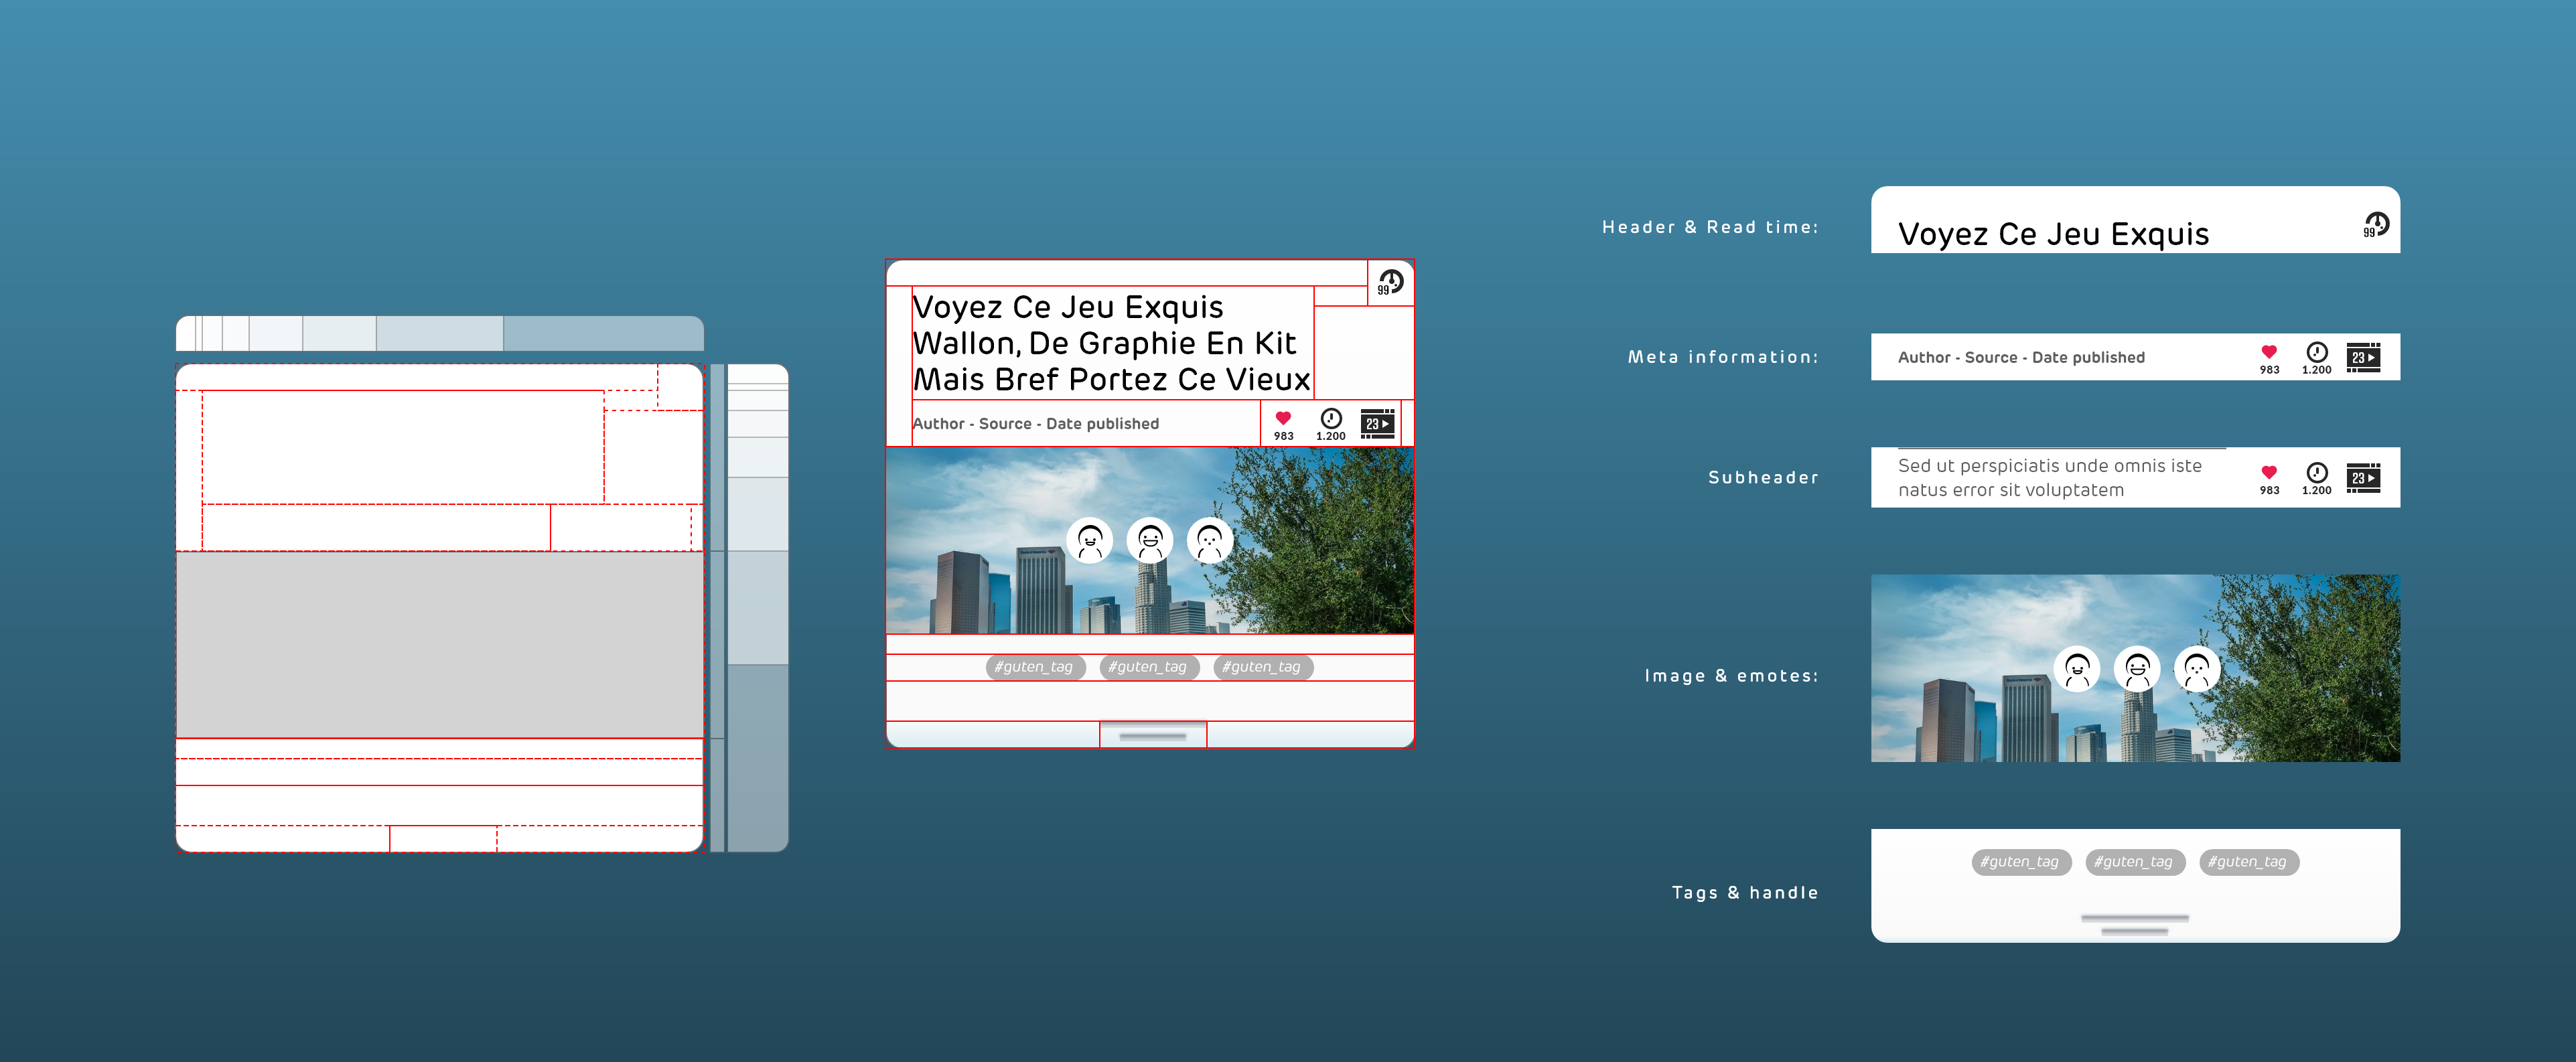 99
Voyez Ce Jeu Exquis
Wallon, De Graphie En Kit
Mais Bref Portez Ce Vieux
Author - Source - Date published
983
1.200
23
#guten_tag
#guten_tag
#guten_tag
Header & Read time:
Voyez Ce Jeu Exquis
99
Meta information:
Author - Source - Date published
983
1.200
23
Subheader
Sed ut perspiciatis unde omnis iste
natus error sit voluptatem
983
1.200
23
Image & emotes:
Tags & handle
#guten_tag
#guten_tag
#guten_tag